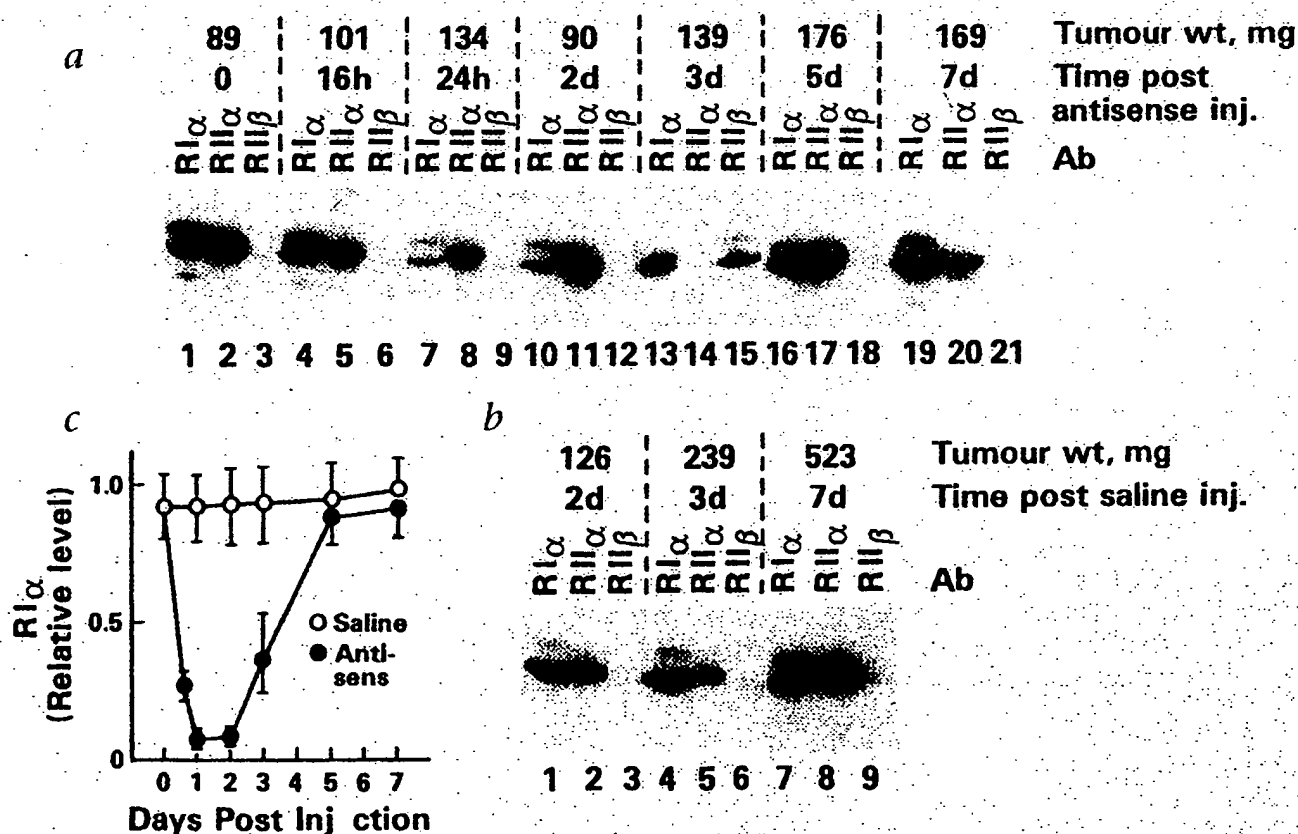 a
89 101 134 90 139 176 169 Tumour wt, mg
0 16h 24h 2d 3d 5d 7d Time post
antisense inj.
RIα RIIα RIIβ RIα RIIα RIIβ RIα RIIα RIIβ RIα RIIα RIIβ RIα RIIα RIIβ RIα RIIα RIIβ RIα RIIα RIIβ Ab
1 2 3 4 5 6 7 8 9 10 11 12 13 14 15 16 17 18 19 20 21
c
RIα
(Relative level)
1.0
0.5
0
Saline
Anti-
sens
0 1 2 3 4 5 6 7
Days Post Inj ction
b
126 239 523 Tumour wt, mg
2d 3d 7d Time post saline inj.
RIα RIIα RIIβ RIα RIIα RIIβ RIα RIIα RIIβ Ab
1 2 3 4 5 6 7 8 9